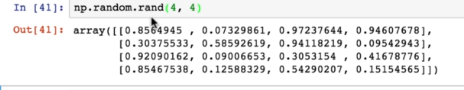 In [41]: np.random.rand(4, 4)
Out[41]: array([[0.8564945 , 0.07329861, 0.97237644, 0.94607678],
[0.30375533, 0.58592619, 0.94118219, 0.09542943],
[0.92090162, 0.09006653, 0.3053154 , 0.41678776],
[0.85467538, 0.12588329, 0.54290207, 0.15154565]])